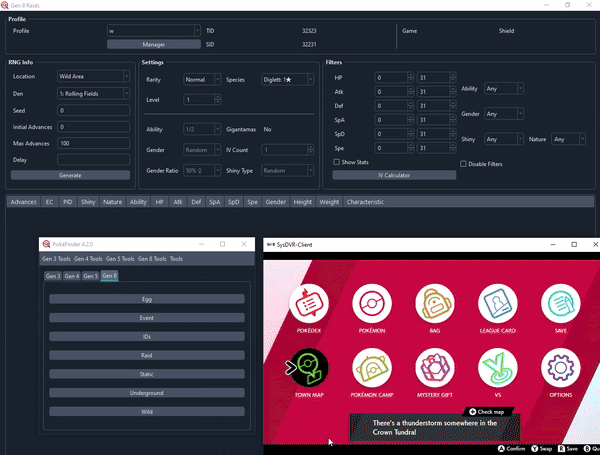 Gen 8 Raids
Profile
Profile w TID 32323 Game Shield
Manager SID 32231
RNG Info
Location Wild Area
Den 1: Rolling Fields
Seed 0
Initial Advances 0
Max Advances 100
Delay
Generate
Settings
Rarity Normal Species Diglett: 1★
Level 1
Ability 1/2 Gigantamax No
Gender Random IV Count 1
Gender Ratio 50% ♀ Shiny Type Random
Filters
HP 0 31
Atk 0 31
Def 0 31
SpA 0 31
SpD 0 31
Spe 0 31
Ability Any
Gender Any
Shiny Any Nature Any
Show Stats
Disable Filters
IV Calculator
Advances EC PID Shiny Nature Ability HP Atk Def SpA SpD Spe Gender Height Weight Characteristic
PokéFinder 4.2.0
Gen 3 Tools Gen 4 Tools Gen 5 Tools Gen 8 Tools Tools
Gen 3 Gen 4 Gen 5 Gen 8
Egg
Event
IDs
Raid
Static
Underground
Wild
SysDVR-Client
POKÉDEX POKÉMON BAG LEAGUE CARD SAVE
TOWN MAP POKÉMON CAMP MYSTERY GIFT VS OPTIONS
Check map
There's a thunderstorm somewhere in the
Crown Tundra!
A Confirm Y Swap R Save B